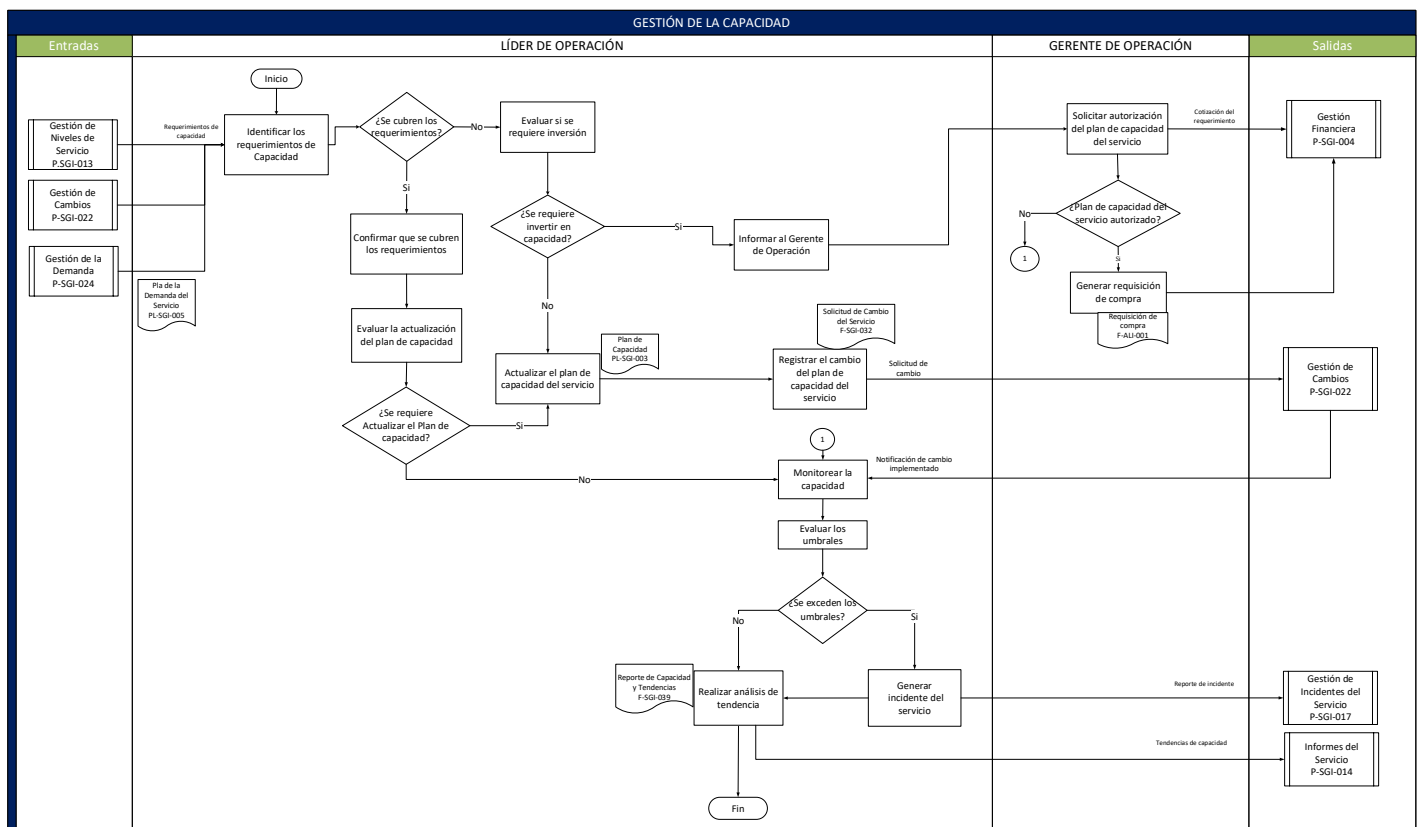 GESTIÓN DE LA CAPACIDAD
Entradas
LÍDER DE OPERACIÓN
GERENTE DE OPERACIÓN
Salidas
Inicio
Gestión de
Niveles de
Servicio
P.SGI-013
Requerimientos de
capacidad
Identificar los
requerimientos de
Capacidad
¿Se cubren los
requerimientos?
No
Evaluar si se
requiere inversión
Solicitar autorización
del plan de capacidad
del servicio
Cotización del
requerimiento
Gestión
Financiera
P-SGI-004
Gestión de
Cambios
P-SGI-022
Si
¿Se requiere
invertir en
capacidad?
Si
Informar al Gerente
de Operación
¿Plan de capacidad del
servicio autorizado?
No
1
Si
Gestión de la
Demanda
P-SGI-024
Pla de la
Demanda del
Servicio
PL-SGI-005
Confirmar que se cubren
los requerimientos
No
Generar requisición
de compra
Requisición de
compra
F-ALI-001
Evaluar la actualización
del plan de capacidad
Plan de
Capacidad
PL-SGI-003
Solicitud de Cambio
del Servicio
F-SGI-032
Actualizar el plan de
capacidad del servicio
Registrar el cambio
del plan de
capacidad del
servicio
Solicitud de
cambio
Gestión de
Cambios
P-SGI-022
¿Se requiere
Actualizar el Plan de
capacidad?
Si
No
1
Monitorear la
capacidad
Notificación de cambio
implementado
Evaluar los
umbrales
¿Se exceden los
umbrales?
No
Si
Reporte de Capacidad
y Tendencias
F-SGI-039
Realizar análisis de
tendencia
Generar
incidente del
servicio
Reporte de incidente
Gestión de
Incidentes del
Servicio
P-SGI-017
Tendencias de capacidad
Informes del
Servicio
P-SGI-014
Fin